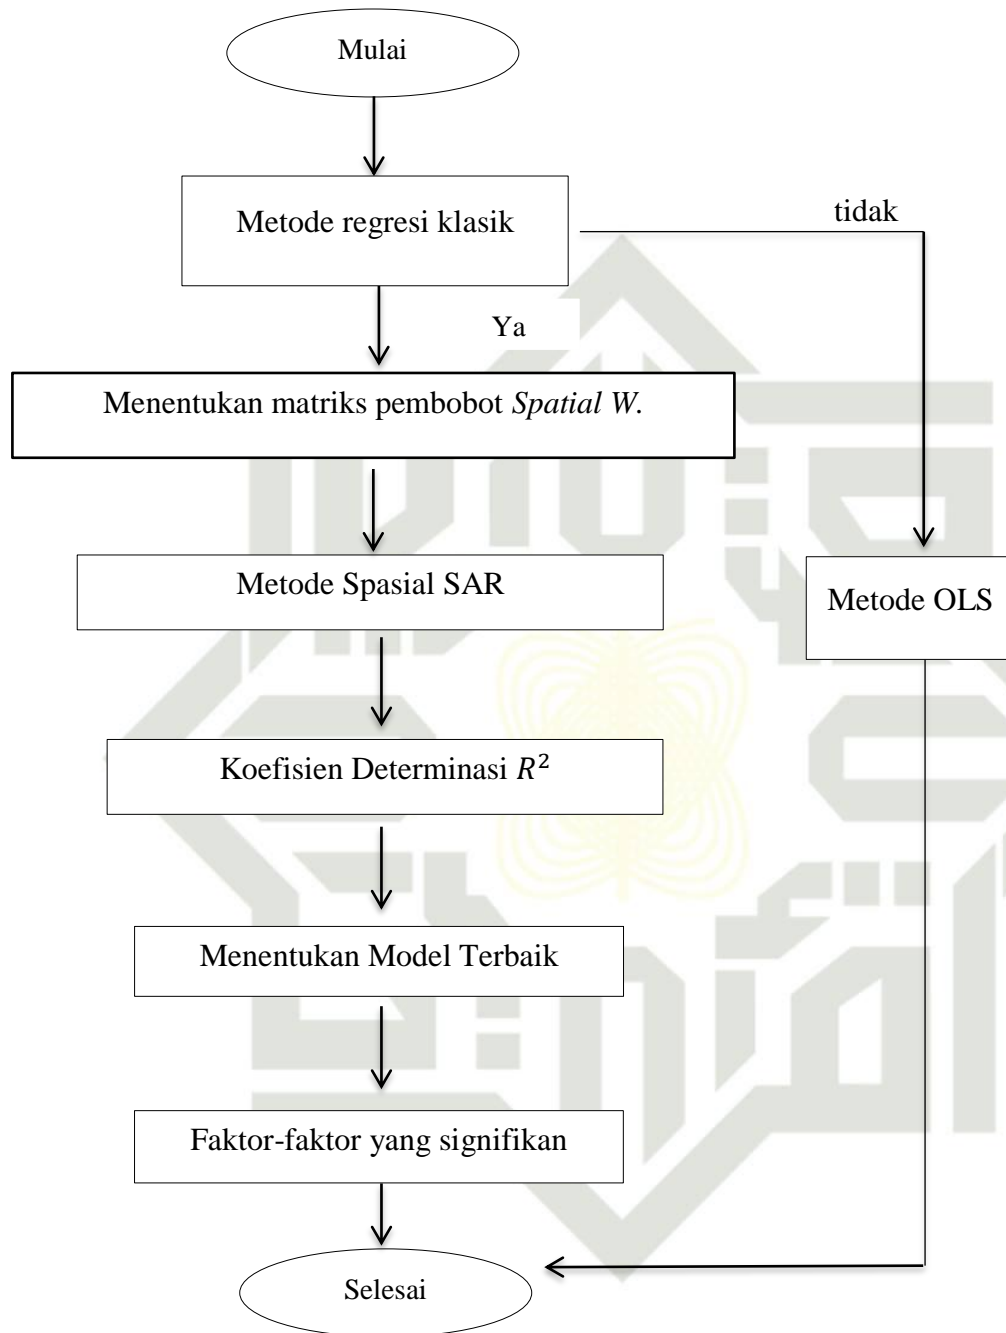 Mulai
Metode regresi klasik
tidak
Ya
Menentukan matriks pembobot Spatial W.
Metode Spasial SAR
Metode OLS
Koefisien Determinasi R²
Menentukan Model Terbaik
Faktor-faktor yang signifikan
Selesai